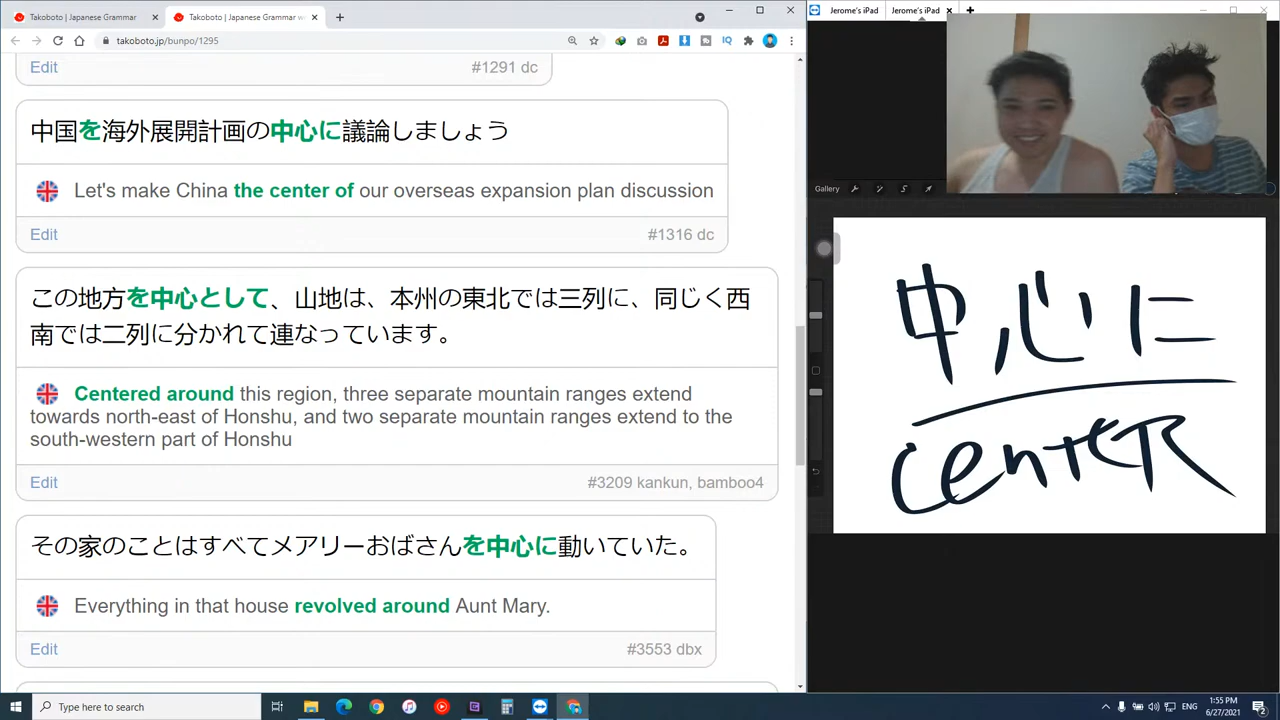 Takoboto | Japanese Grammar
Takoboto | Japanese Grammar w
takoboto.jp/bunpo/1295
Edit
#1291 dc
中国を海外展開計画の中心に議論しましょう
Let's make China the center of our overseas expansion plan discussion
Edit
#1316 dc
この地方を中心として、山地は、本州の東北では三列に、同じく西
南では二列に分かれて連なっています。
Centered around this region, three separate mountain ranges extend
towards north-east of Honshu, and two separate mountain ranges extend to the
south-western part of Honshu
Edit
#3209 kankun, bamboo4
その家のことはすべてメアリーおばさんを中心に動いていた。
Everything in that house revolved around Aunt Mary.
Edit
#3553 dbx
Jerome's iPad
Jerome's iPad
Gallery
中心に
center
Type here to search
ENG
1:55 PM
6/27/2021
2